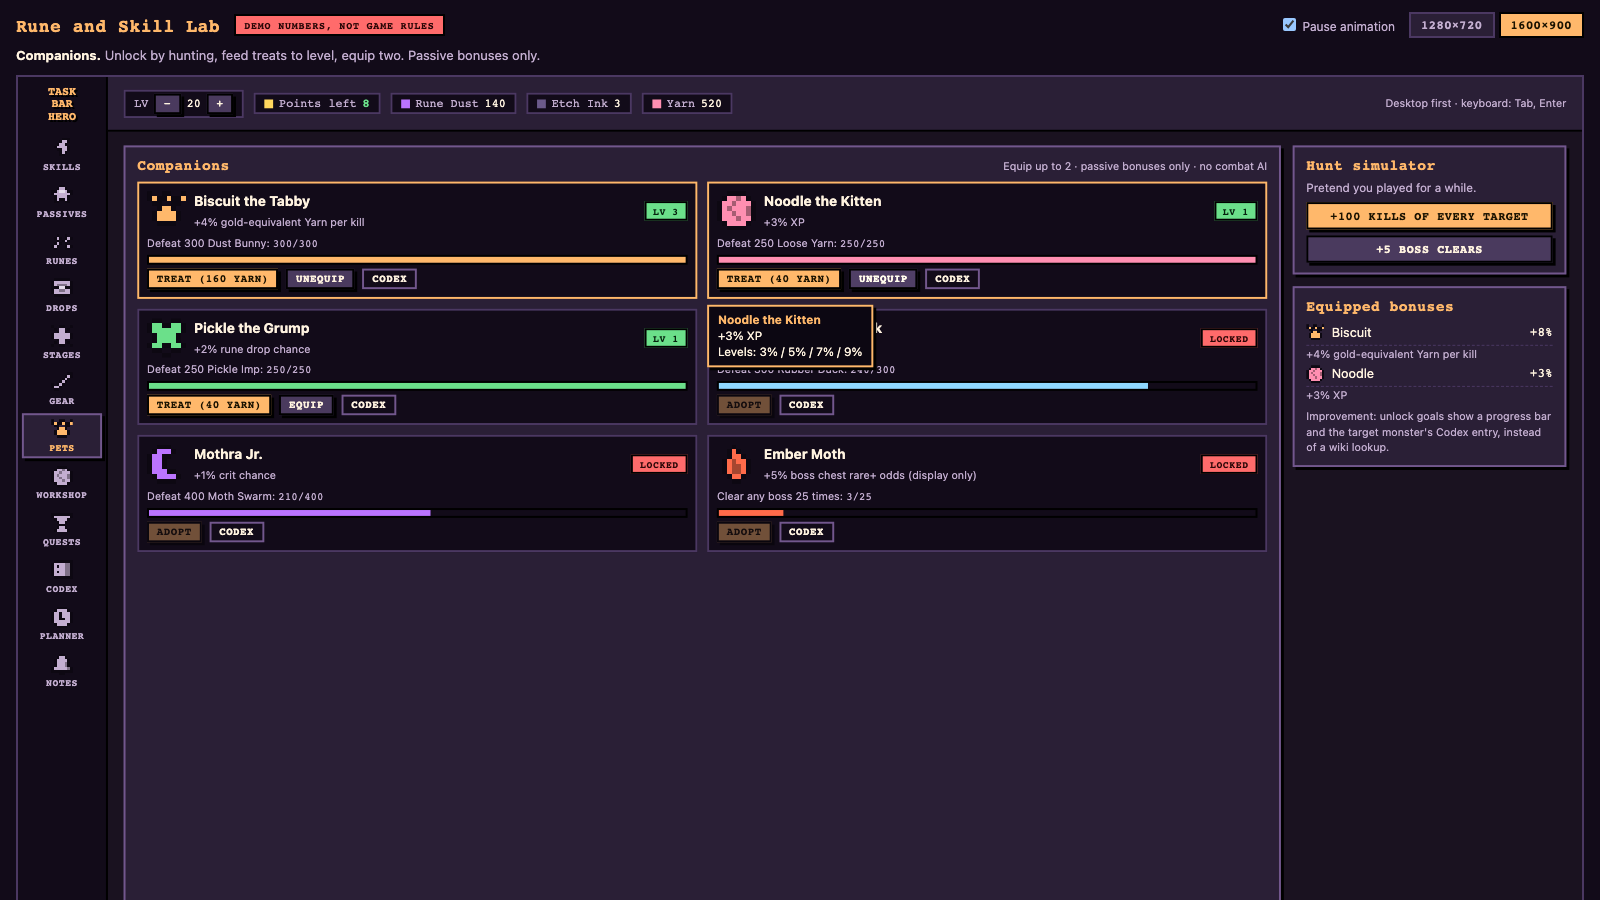 Rune and Skill Lab
DEMO NUMBERS, NOT GAME RULES
Pause animation
1280×720
1600×900
Companions. Unlock by hunting, feed treats to level, equip two. Passive bonuses only.
TASK
BAR
HERO
SKILLS
PASSIVES
RUNES
DROPS
STAGES
GEAR
PETS
WORKSHOP
QUESTS
CODEX
PLANNER
NOTES
LV − 20 +
Points left 8
Rune Dust 140
Etch Ink 3
Yarn 520
Desktop first · keyboard: Tab, Enter
Companions
Equip up to 2 · passive bonuses only · no combat AI
Biscuit the Tabby
+4% gold-equivalent Yarn per kill
LV 3
Defeat 300 Dust Bunny: 300/300
TREAT (160 YARN)
UNEQUIP
CODEX
Noodle the Kitten
+3% XP
LV 1
Defeat 250 Loose Yarn: 250/250
TREAT (40 YARN)
UNEQUIP
CODEX
Pickle the Grump
+2% rune drop chance
LV 1
Defeat 250 Pickle Imp: 250/250
TREAT (40 YARN)
EQUIP
CODEX
Noodle the Kitten
+3% XP
Levels: 3% / 5% / 7% / 9%
LOCKED
Defeat 300 Rubber Duck: 240/300
ADOPT
CODEX
Mothra Jr.
+1% crit chance
LOCKED
Defeat 400 Moth Swarm: 210/400
ADOPT
CODEX
Ember Moth
+5% boss chest rare+ odds (display only)
LOCKED
Clear any boss 25 times: 3/25
ADOPT
CODEX
Hunt simulator
Pretend you played for a while.
+100 KILLS OF EVERY TARGET
+5 BOSS CLEARS
Equipped bonuses
Biscuit +8%
+4% gold-equivalent Yarn per kill
Noodle +3%
+3% XP
Improvement: unlock goals show a progress bar
and the target monster's Codex entry, instead
of a wiki lookup.